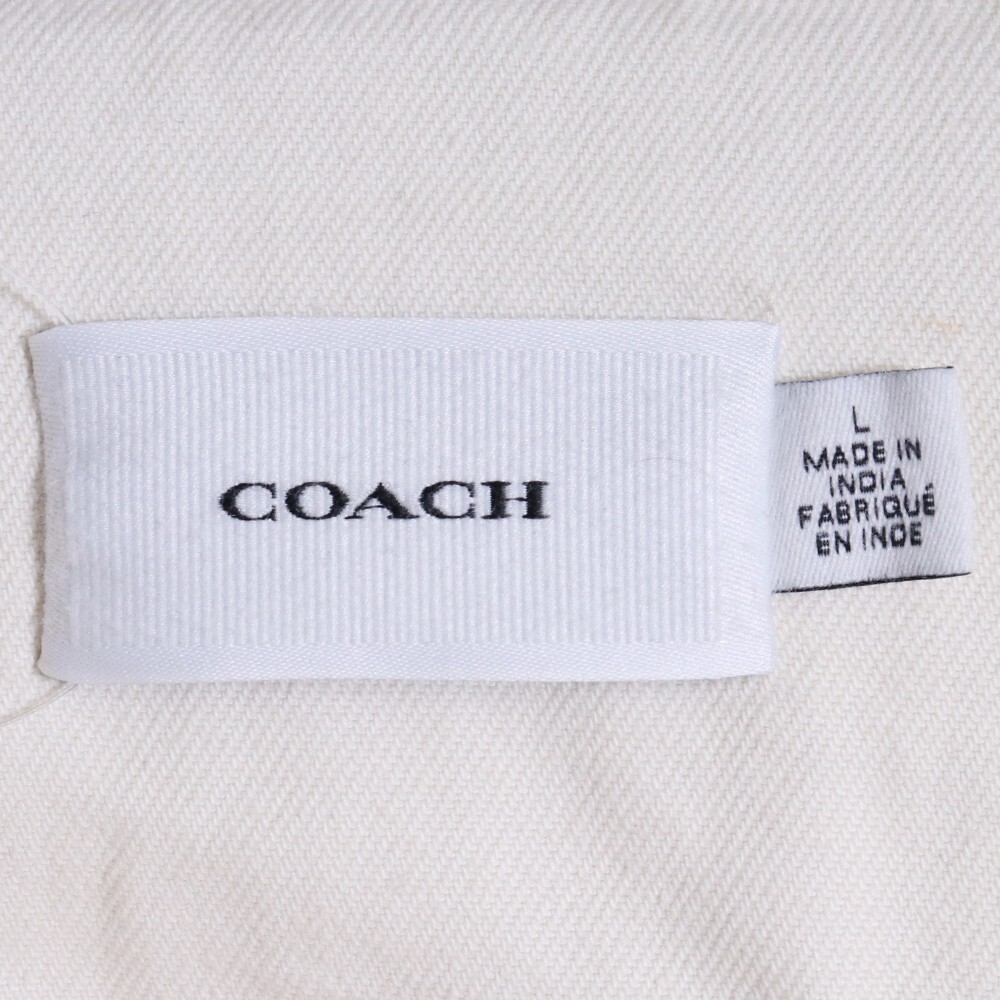 COACH
L
MADE IN
INDIA
FABRIQUÉ
EN INDE